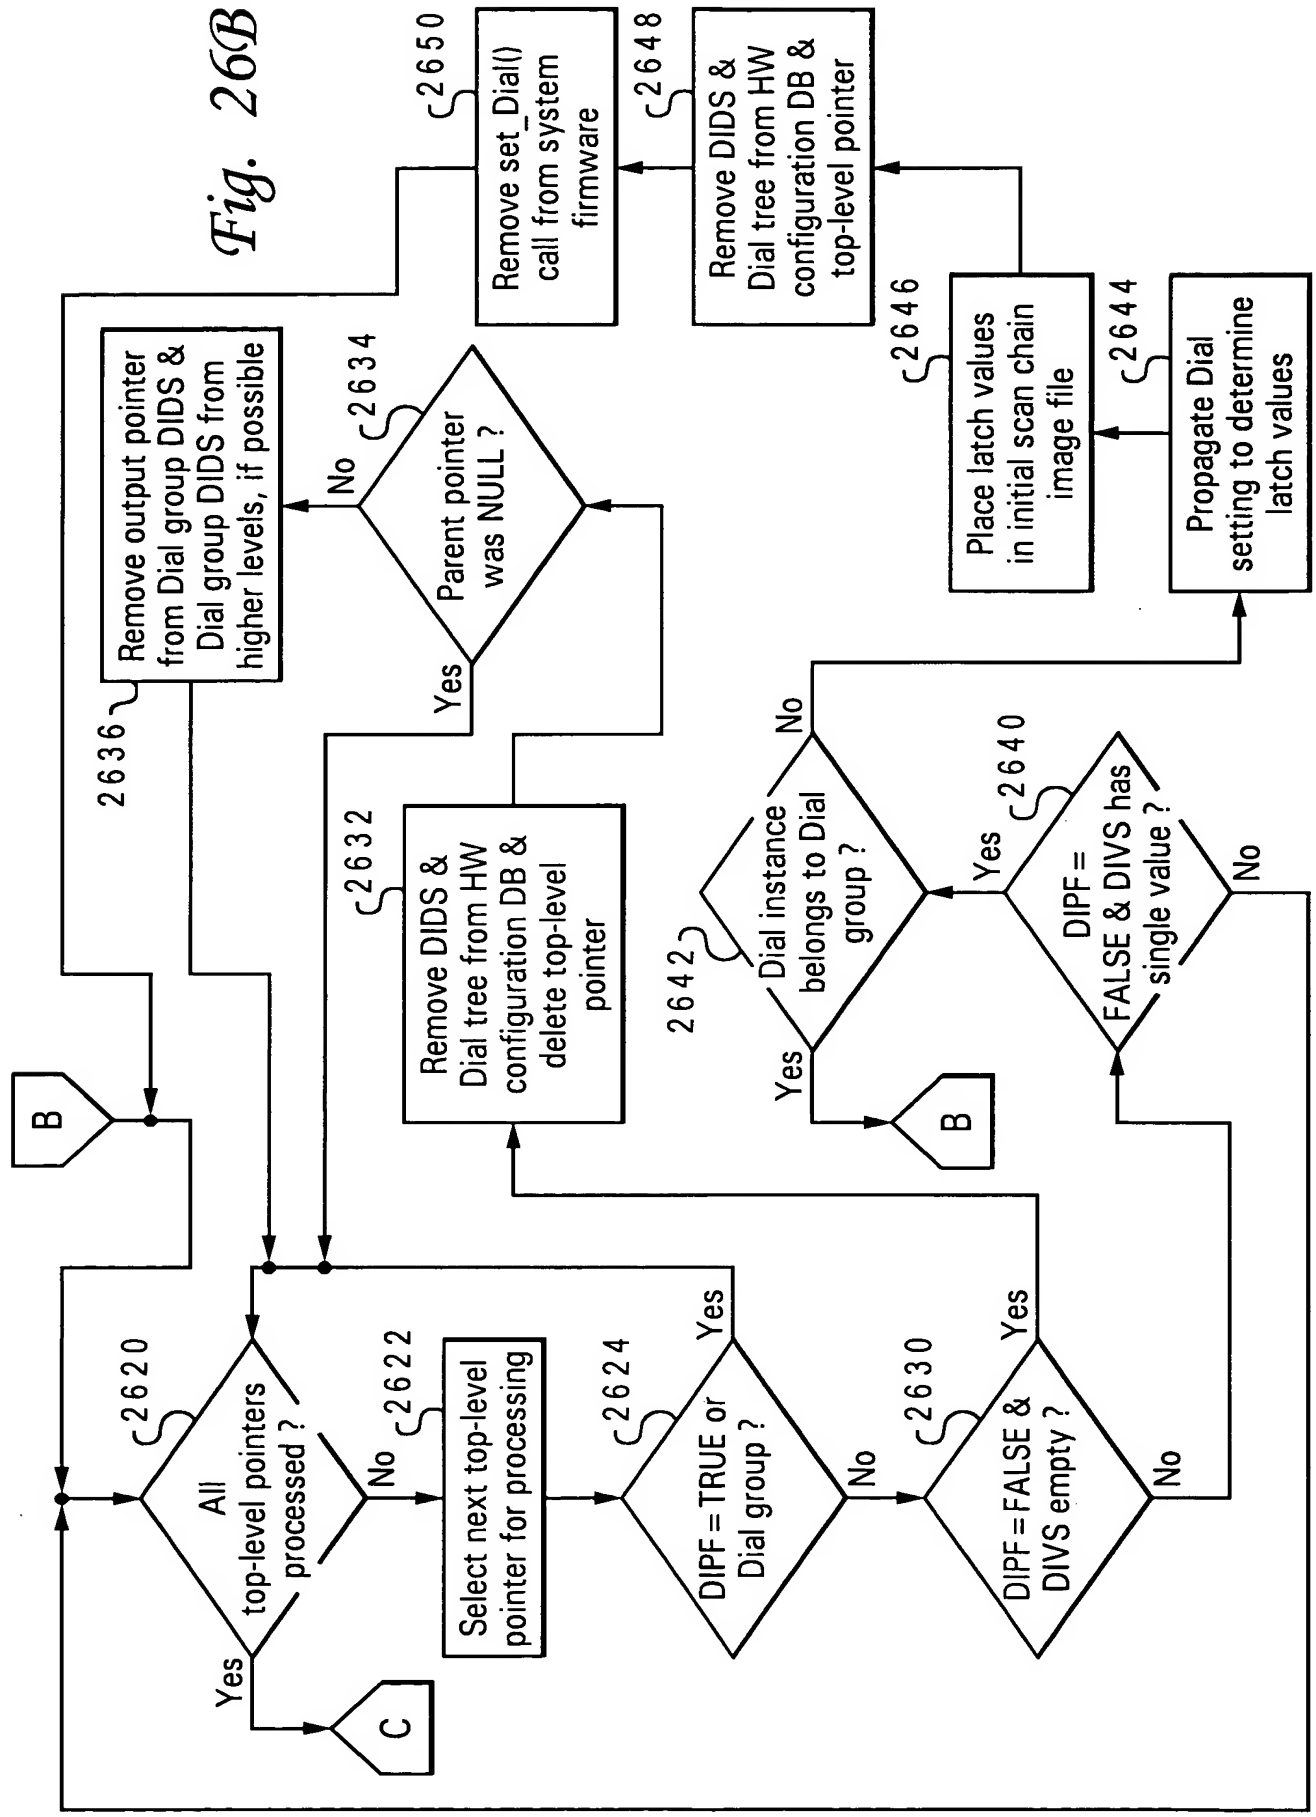 Fig. 26B
B
2620
All
top-level pointers
processed ?
Yes
C
No
2622
Select next top-level
pointer for processing
2624
DIPF = TRUE or
Dial group ?
Yes
No
2630
DIPF = FALSE &
DIVS empty ?
Yes
No
2632
Remove DIDS &
Dial tree from HW
configuration DB &
delete top-level
pointer
2634
Parent pointer
was NULL ?
Yes
No
2636
Remove output pointer
from Dial group DIDS &
Dial group DIDS from
higher levels, if possible
2640
DIPF =
FALSE & DIVS has
single value ?
Yes
No
2642
Dial instance
belongs to Dial
group ?
Yes
B
No
2644
Propagate Dial
setting to determine
latch values
2646
Place latch values
in initial scan chain
image file
2648
Remove DIDS &
Dial tree from HW
configuration DB &
top-level pointer
2650
Remove set_Dial()
call from system
firmware